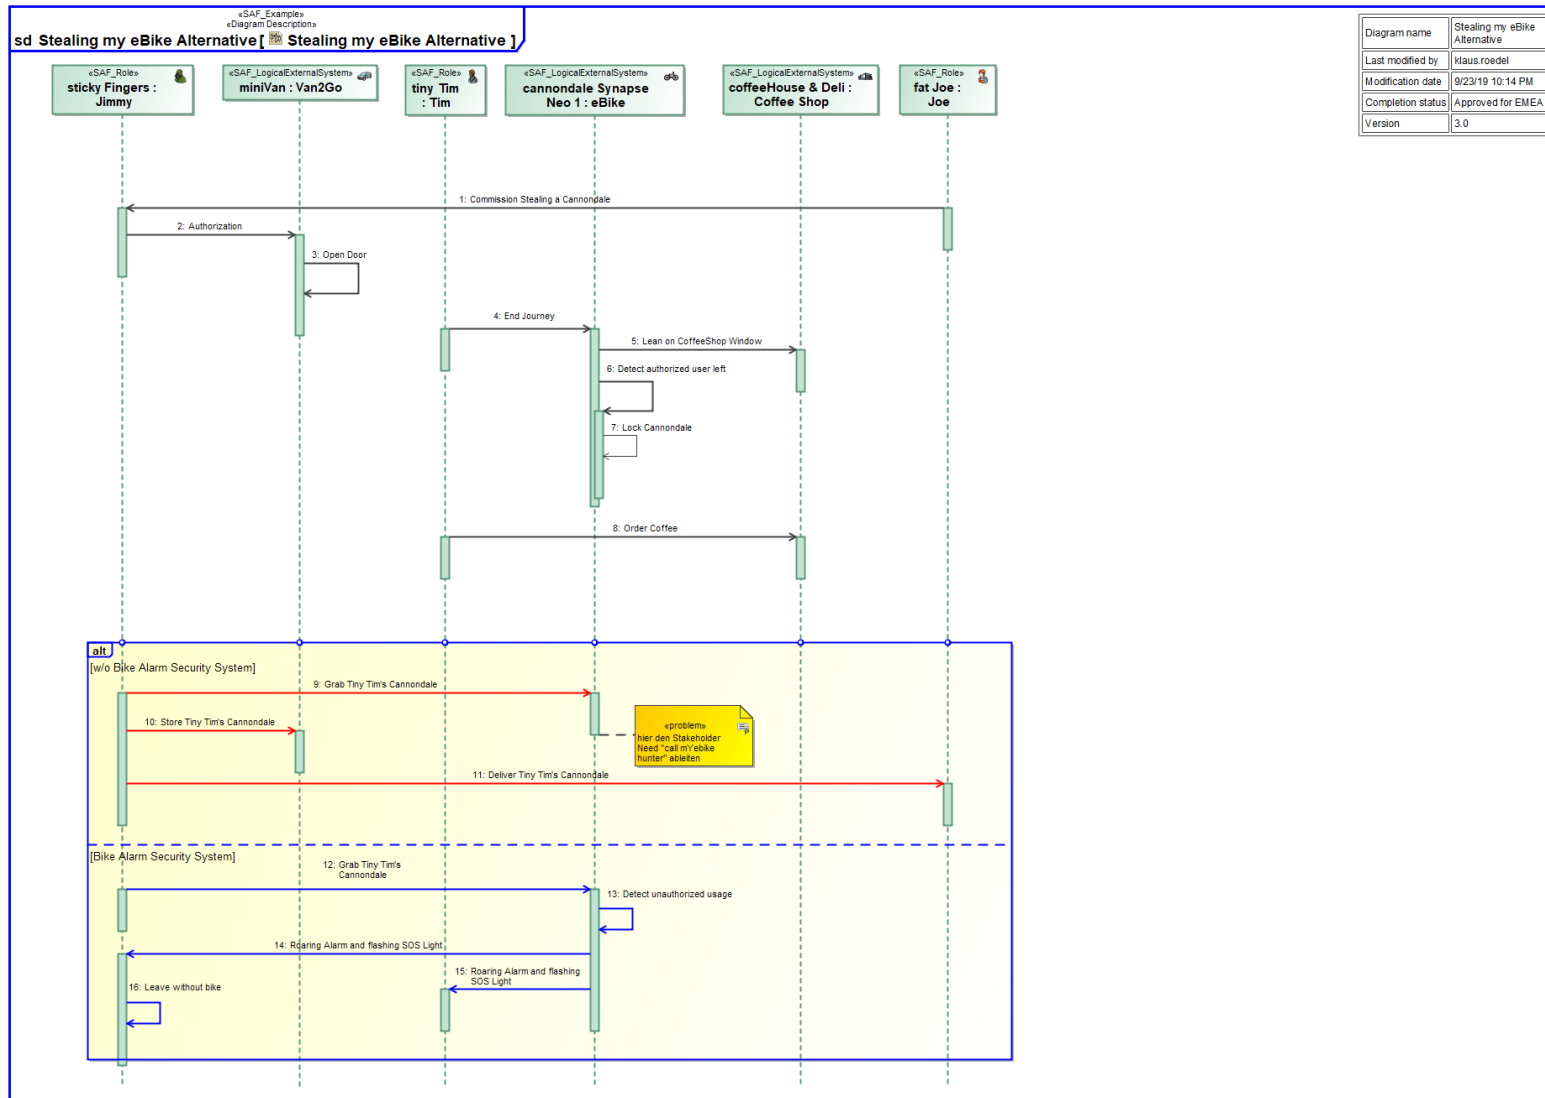 «SAF_Example»
«Diagram Description»
sd Stealing my eBike Alternative [ Stealing my eBike Alternative ]
Diagram name
Stealing my eBike
Alternative
Last modified by
klaus.roedel
Modification date
9/23/19 10:14 PM
Completion status
Approved for EMEA
Version
3.0
«SAF_Role»
sticky Fingers :
Jimmy
«SAF_LogicalExternalSystem»
miniVan : Van2Go
«SAF_Role»
tiny Tim
: Tim
«SAF_LogicalExternalSystem»
cannondale Synapse
Neo 1 : eBike
«SAF_LogicalExternalSystem»
coffeeHouse & Deli :
Coffee Shop
«SAF_Role»
fat Joe :
Joe
1: Commission Stealing a Cannondale
2: Authorization
3: Open Door
4: End Journey
5: Lean on CoffeeShop Window
6: Detect authorized user left
7: Lock Cannondale
8: Order Coffee
alt
[w/o Bike Alarm Security System]
9: Grab Tiny Tim's Cannondale
10: Store Tiny Tim's Cannondale
«problem»
hier den Stakeholder
Need "call mYebike
hunter" ableiten
11: Deliver Tiny Tim's Cannondale
[Bike Alarm Security System]
12: Grab Tiny Tim's
Cannondale
13: Detect unauthorized usage
14: Roaring Alarm and flashing SOS Light
15: Roaring Alarm and flashing
SOS Light
16: Leave without bike